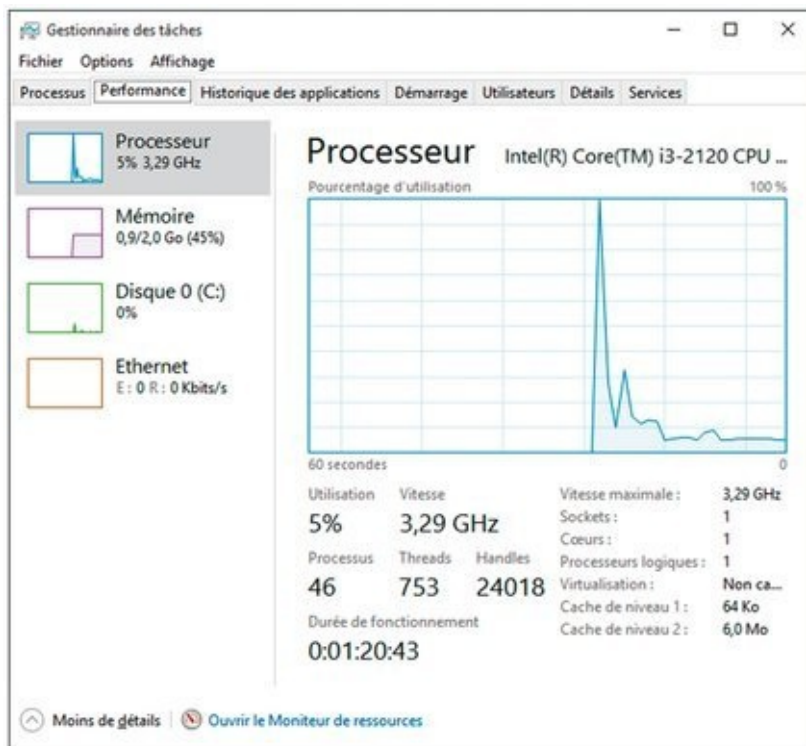 Gestionnaire des tâches
Fichier Options Affichage
Processus Performance Historique des applications Démarrage Utilisateurs Détails Services
Processeur
5% 3,29 GHz
Mémoire
0,9/2,0 Go (45%)
Disque 0 (C:)
0%
Ethernet
E : 0 R : 0 Kbits/s
Processeur Intel(R) Core(TM) i3-2120 CPU ...
Pourcentage d'utilisation 100 %
60 secondes 0
Utilisation Vitesse
5% 3,29 GHz
Processus Threads Handles
46 753 24018
Durée de fonctionnement
0:01:20:43
Vitesse maximale : 3,29 GHz
Sockets : 1
Cœurs : 1
Processeurs logiques : 1
Virtualisation : Non ca...
Cache de niveau 1 : 64 Ko
Cache de niveau 2 : 6,0 Mo
Moins de détails Ouvrir le Moniteur de ressources